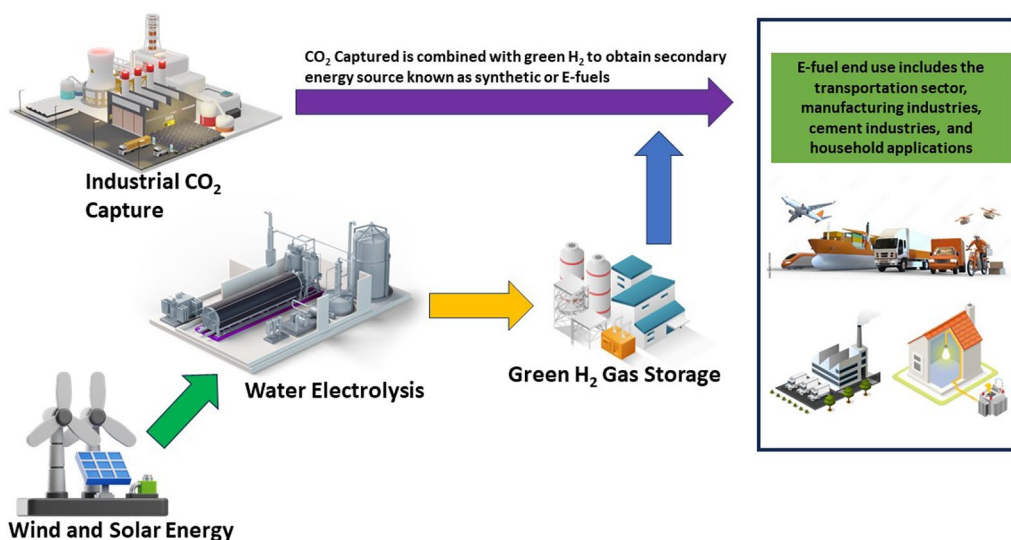 CO₂ Captured is combined with green H₂ to obtain secondary
energy source known as synthetic or E-fuels
E-fuel end use includes the
transportation sector,
manufacturing industries,
cement industries, and
household applications
Industrial CO₂
Capture
Water Electrolysis
Green H₂ Gas Storage
Wind and Solar Energy